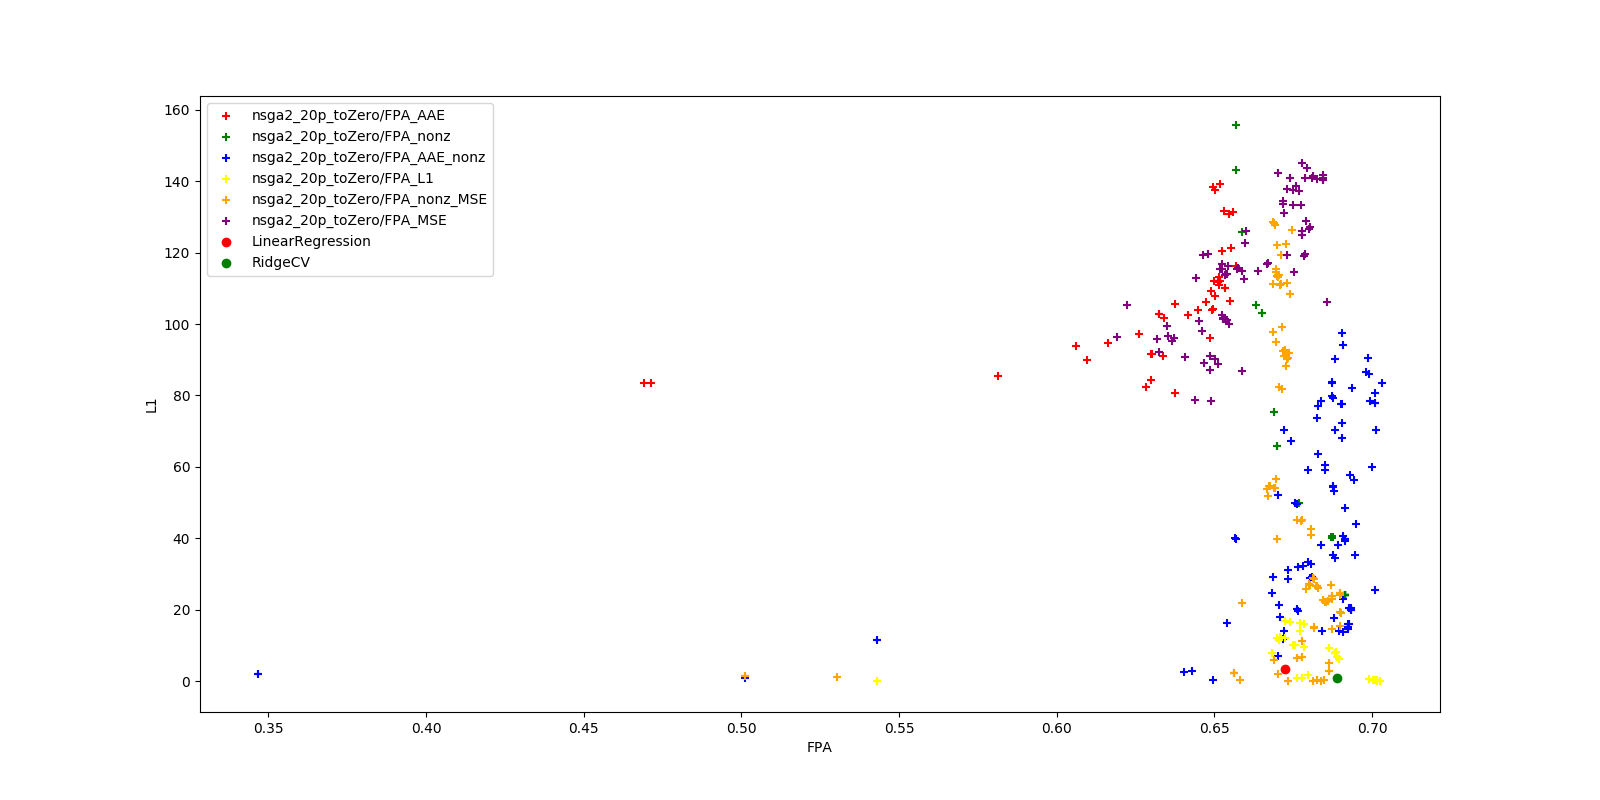 160
140
120
100
80
60
40
20
0
L1
nsga2_20p_toZero/FPA_AAE
nsga2_20p_toZero/FPA_nonz
nsga2_20p_toZero/FPA_AAE_nonz
nsga2_20p_toZero/FPA_L1
nsga2_20p_toZero/FPA_nonz_MSE
nsga2_20p_toZero/FPA_MSE
LinearRegression
RidgeCV
0.35 0.40 0.45 0.50 0.55 0.60 0.65 0.70
FPA